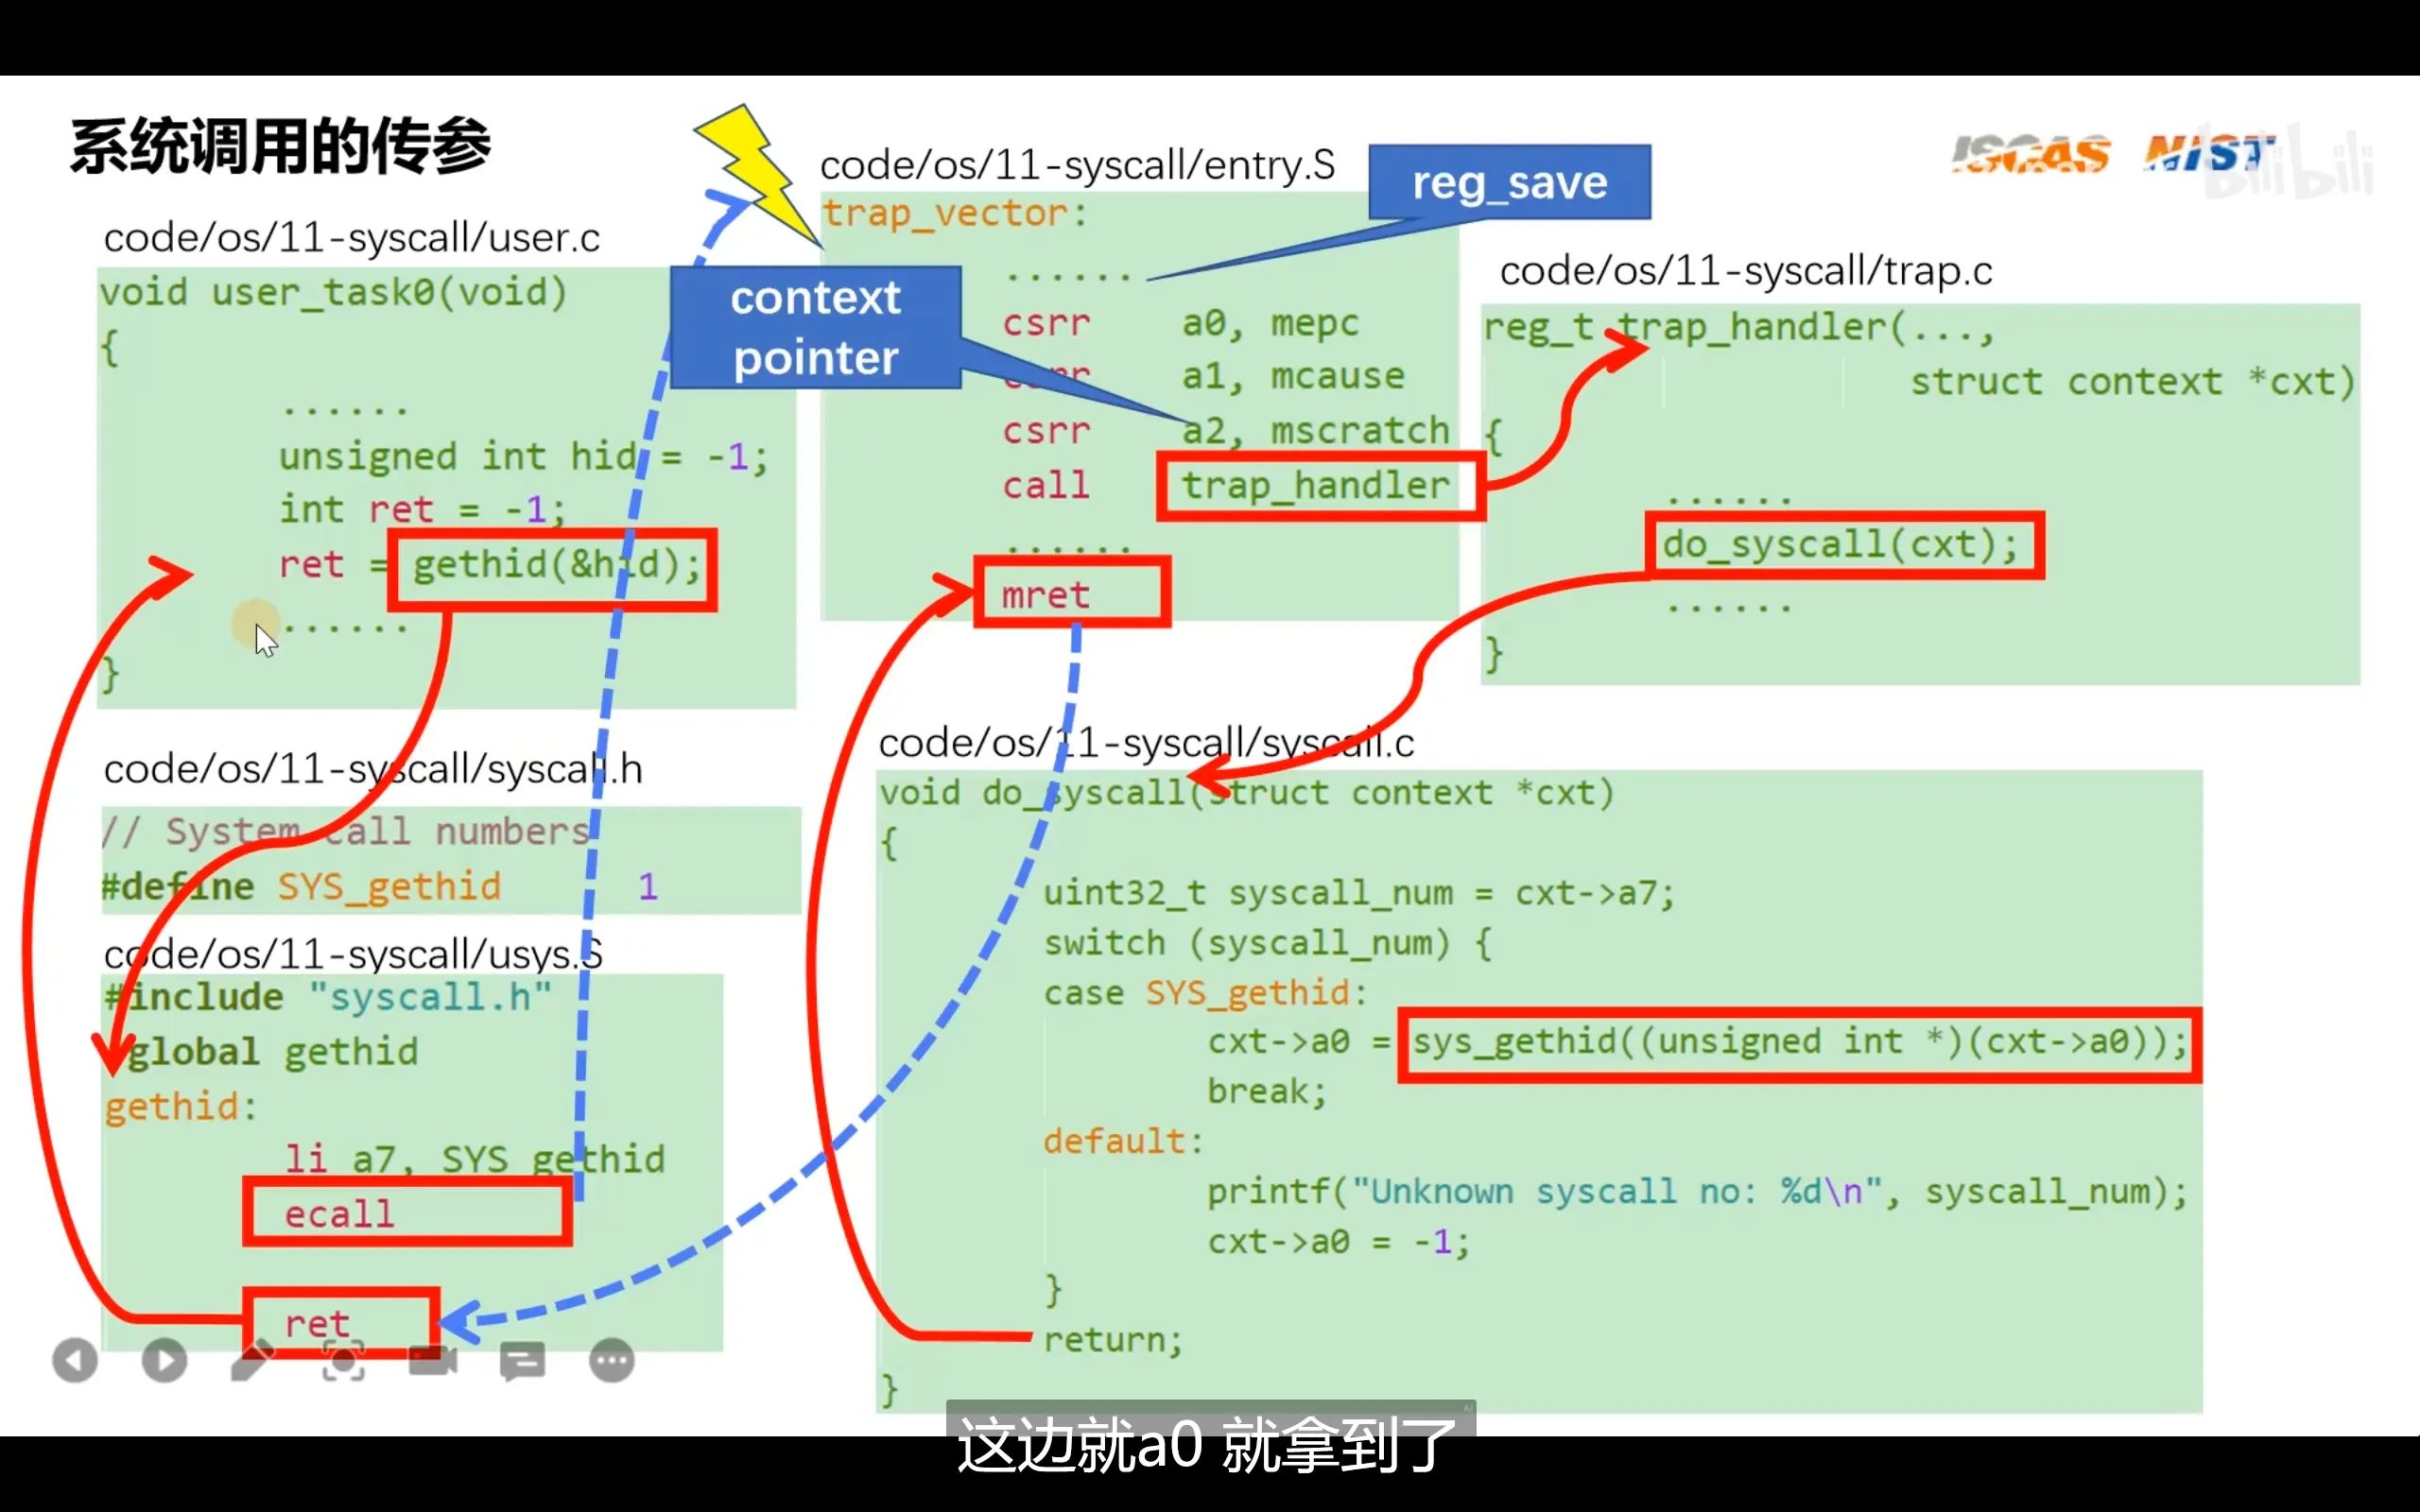 系统调用的传参
ISCAS NIST
bilibili
code/os/11-syscall/user.c
void user_task0(void)
{
......
unsigned int hid = -1;
int ret = -1;
ret = gethid(&hid);
......
}
code/os/11-syscall/syscall.h
// System call numbers
#define SYS_gethid 1
code/os/11-syscall/usys.S
#include "syscall.h"
.global gethid
gethid:
li a7, SYS_gethid
ecall
ret
code/os/11-syscall/entry.S
reg_save
trap_vector:
......
context
pointer
csrr a0, mepc
csrr a1, mcause
csrr a2, mscratch
call trap_handler
......
mret
code/os/11-syscall/trap.c
reg_t trap_handler(...,
struct context *cxt)
{
......
do_syscall(cxt);
......
}
code/os/11-syscall/syscall.c
void do_syscall(struct context *cxt)
{
uint32_t syscall_num = cxt->a7;
switch (syscall_num) {
case SYS_gethid:
cxt->a0 = sys_gethid((unsigned int *)(cxt->a0));
break;
default:
printf("Unknown syscall no: %d\n", syscall_num);
cxt->a0 = -1;
}
return;
}
这边就a0 就拿到了